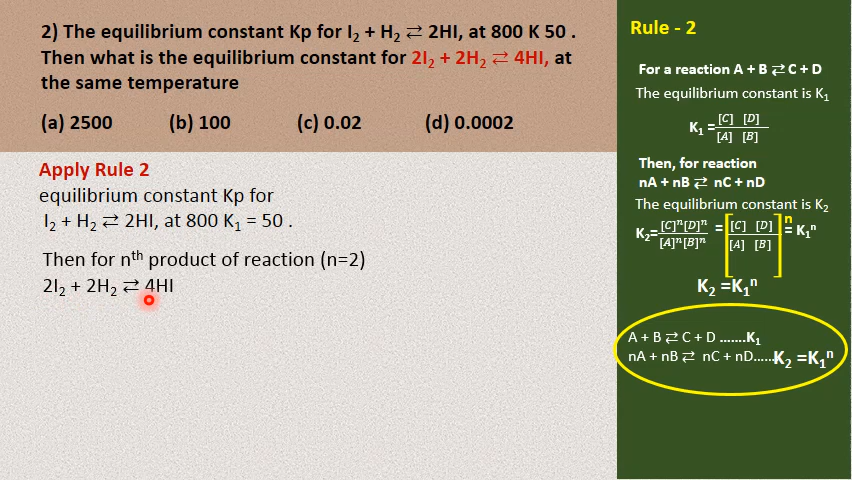 2) The equilibrium constant Kp for I₂ + H₂ ⇄ 2HI, at 800 K 50 .
Then what is the equilibrium constant for 2I₂ + 2H₂ ⇄ 4HI, at
the same temperature
(a) 2500 (b) 100 (c) 0.02 (d) 0.0002
Apply Rule 2
equilibrium constant Kp for
I₂ + H₂ ⇄ 2HI, at 800 K₁ = 50 .
Then for nᵗʰ product of reaction (n=2)
2I₂ + 2H₂ ⇄ 4HI
Rule - 2
For a reaction A + B ⇄ C + D
The equilibrium constant is K₁
K₁ = [C] [D] / [A] [B]
Then, for reaction
nA + nB ⇄ nC + nD
The equilibrium constant is K₂
K₂= [C]ⁿ[D]ⁿ / [A]ⁿ[B]ⁿ = [ [C] [D] / [A] [B] ]ⁿ = K₁ⁿ
K₂ =K₁ⁿ
A + B ⇄ C + D .......K₁
nA + nB ⇄ nC + nD......K₂ =K₁ⁿ